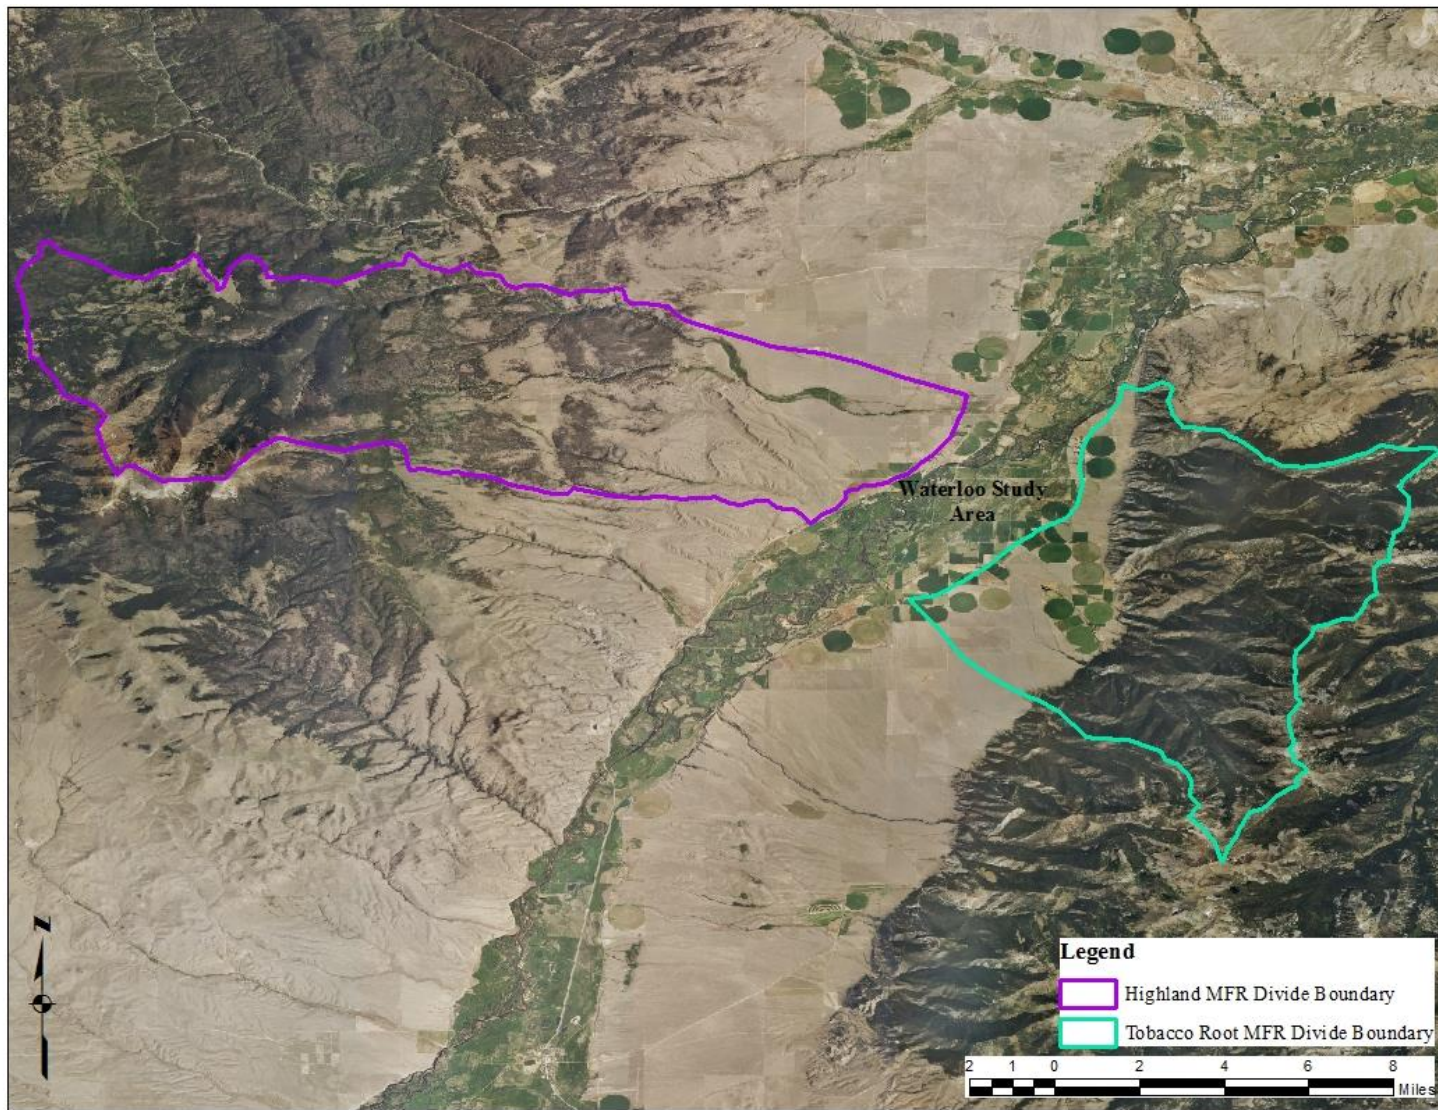 Waterloo Study
Area
N
Legend
Highland MFR Divide Boundary
Tobacco Root MFR Divide Boundary
2 1 0 2 4 6 8
Miles